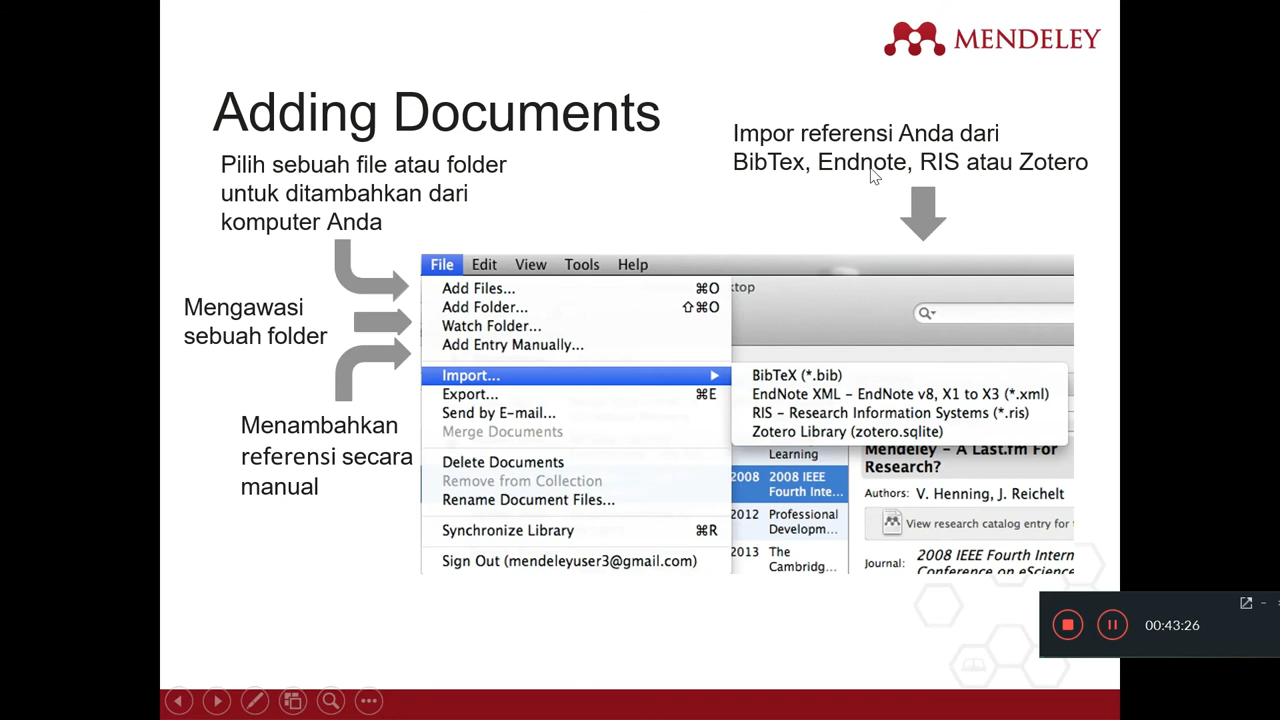 MENDELEY
Adding Documents
Pilih sebuah file atau folder
untuk ditambahkan dari
komputer Anda
Impor referensi Anda dari
BibTex, Endnote, RIS atau Zotero
Mengawasi
sebuah folder
Menambahkan
referensi secara
manual
File Edit View Tools Help
Add Files... ⌘O
Add Folder... ⇧⌘O
Watch Folder...
Add Entry Manually...
Import...
Export... ⌘E
Send by E-mail...
Merge Documents
Delete Documents
Remove from Collection
Rename Document Files...
Synchronize Library ⌘R
Sign Out (mendeleyuser3@gmail.com)
ktop
BibTeX (*.bib)
EndNote XML - EndNote v8, X1 to X3 (*.xml)
RIS - Research Information Systems (*.ris)
Zotero Library (zotero.sqlite)
Learning
2008 2008 IEEE
Fourth Inte...
2012 Professional
Developm...
2013 The
Cambridg...
Mendeley - A Last.fm For
Research?
Authors: V. Henning, J. Reichelt
View research catalog entry for t
Journal: 2008 IEEE Fourth Intern
Conference on eScience
00:43:26